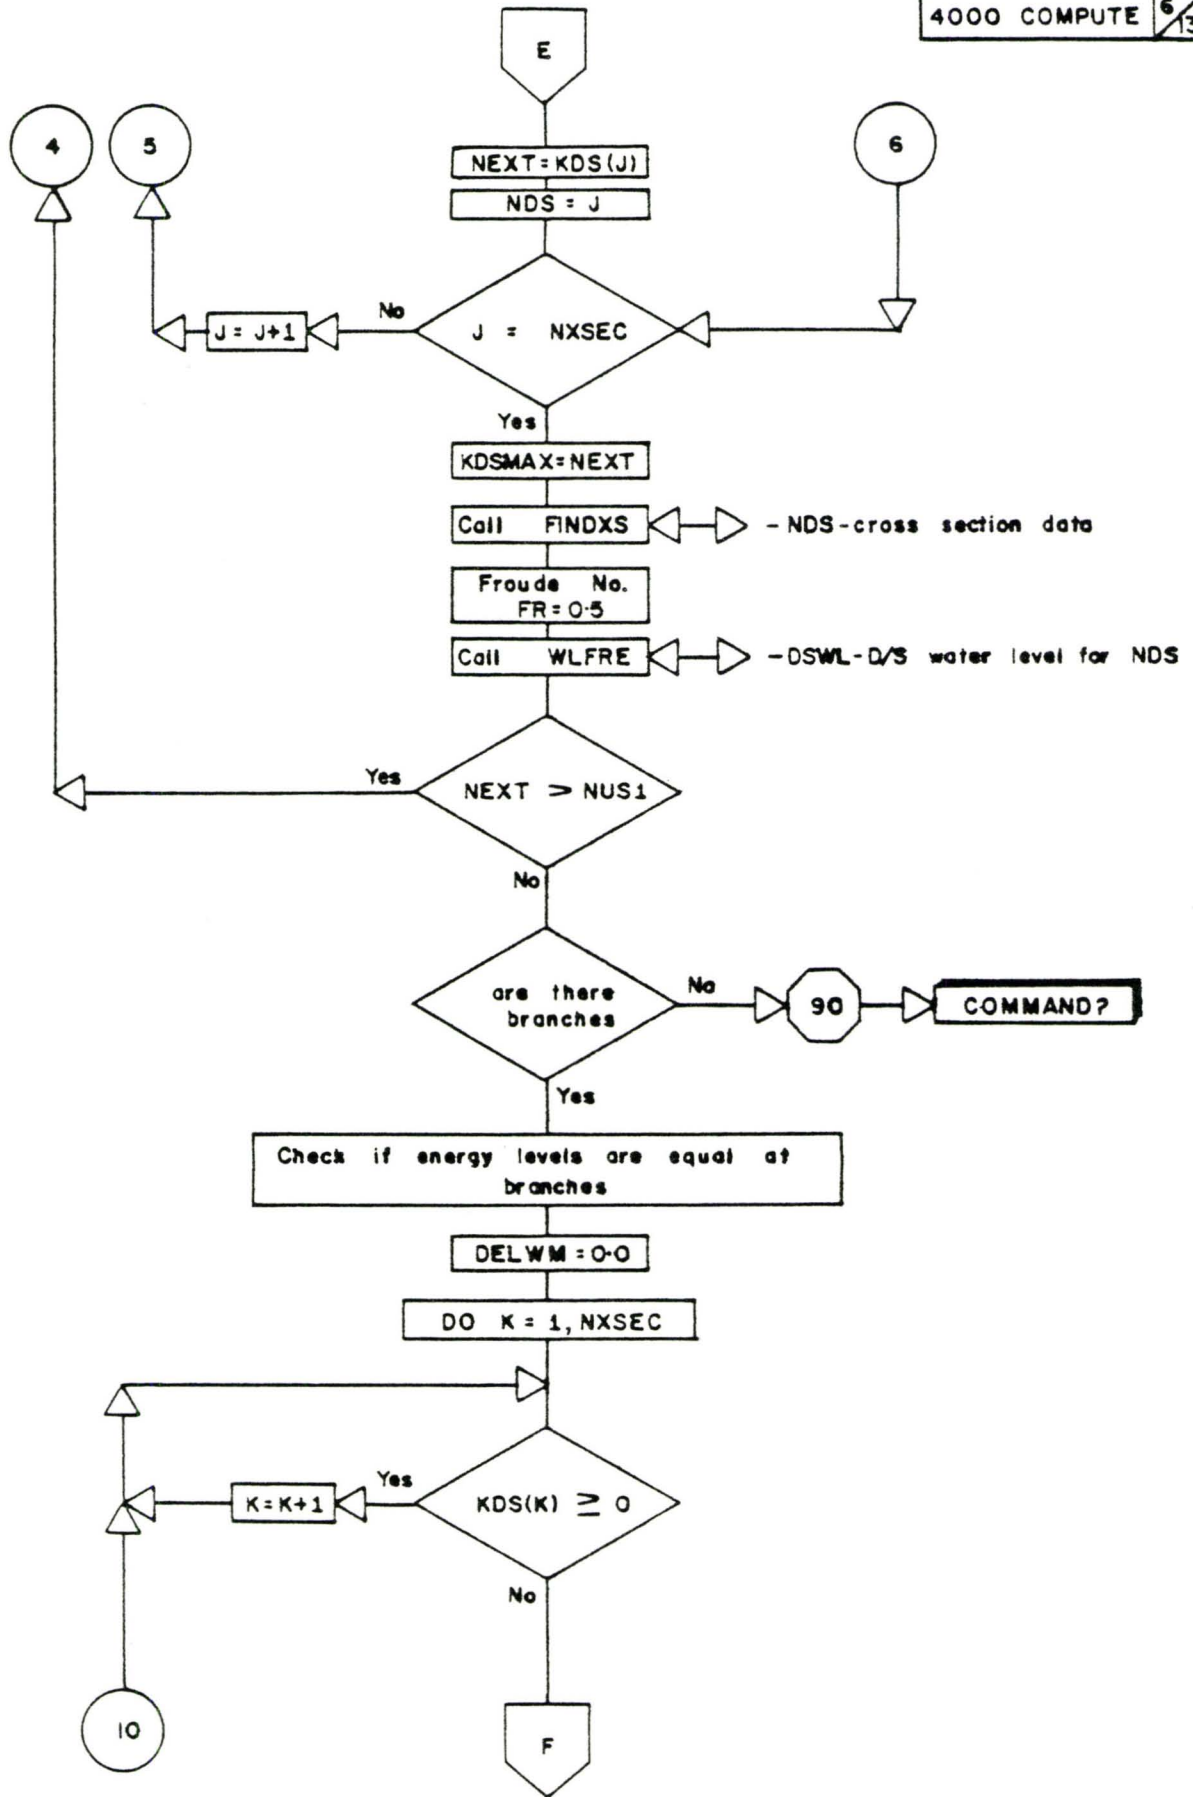 4000 COMPUTE 6/13
E
4
5
6
NEXT=KDS(J)
NDS = J
No
J = J+1
J = NXSEC
Yes
KDSMAX=NEXT
Call FINDXS
-NDS-cross section data
Froude No.
FR=0.5
Call WLFRE
-DSWL-D/S water level for NDS
Yes
NEXT > NUS1
No
are there
branches
No
90
COMMAND?
Yes
Check if energy levels are equal at
branches
DELWM = 0.0
DO K = 1, NXSEC
Yes
K=K+1
KDS(K) ≥ 0
No
10
F